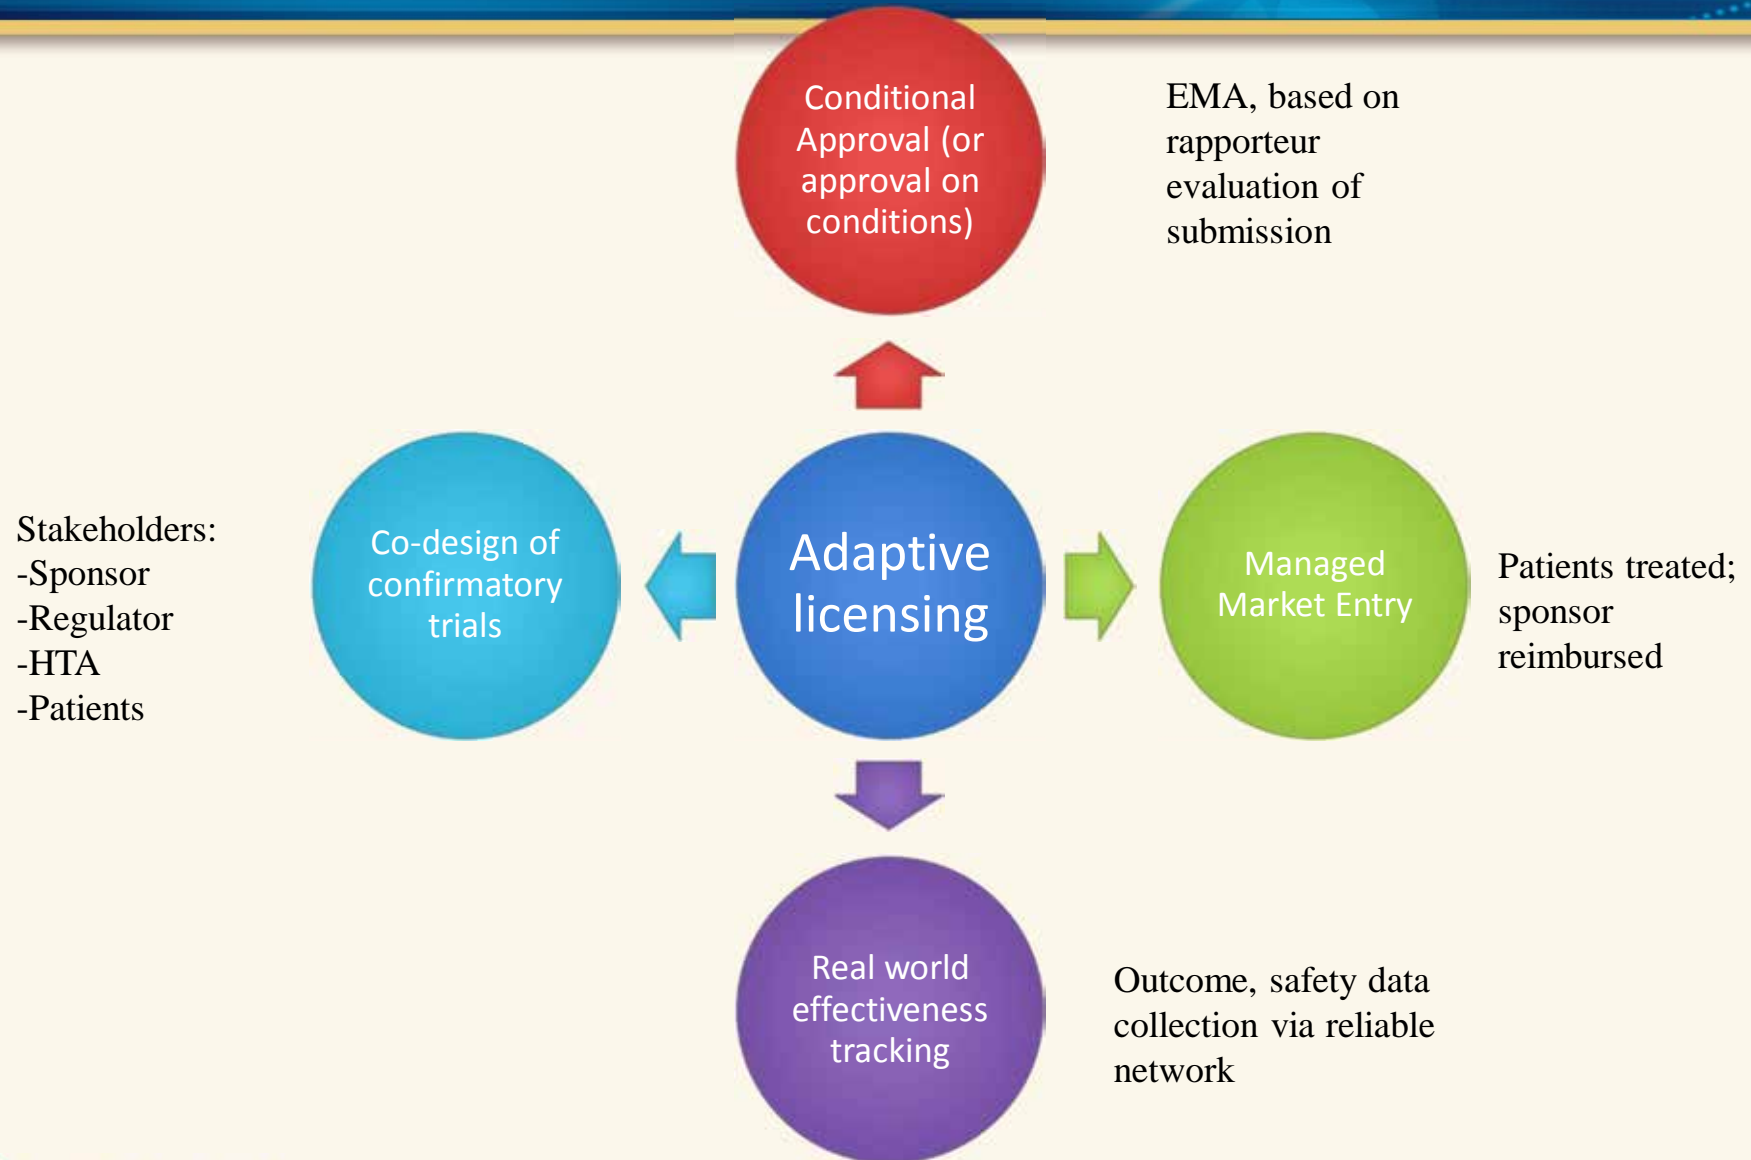 Conditional
Approval (or
approval on
conditions)
EMA, based on
rapporteur
evaluation of
submission
Stakeholders:
-Sponsor
-Regulator
-HTA
-Patients
Co-design of
confirmatory
trials
Adaptive
licensing
Managed
Market Entry
Patients treated;
sponsor
reimbursed
Real world
effectiveness
tracking
Outcome, safety data
collection via reliable
network